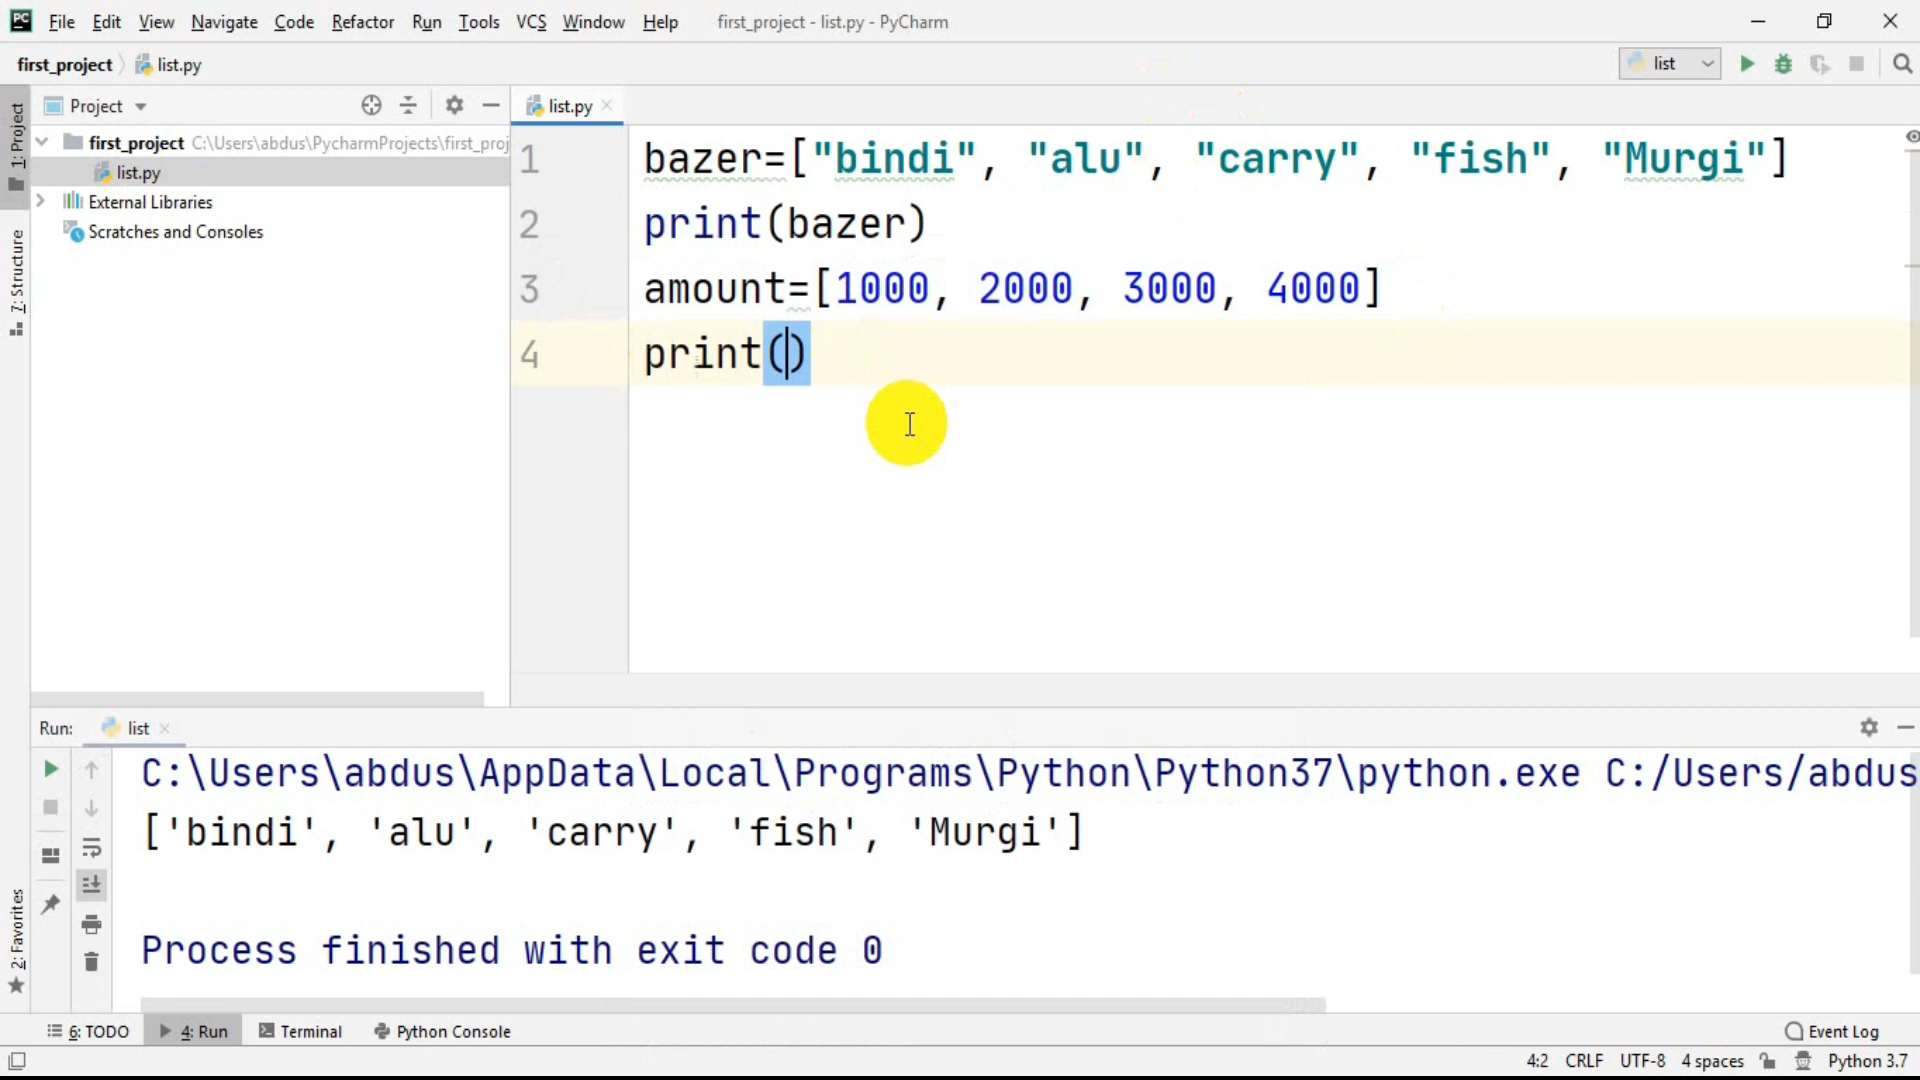 PC File Edit View Navigate Code Refactor Run Tools VCS Window Help first_project - list.py - PyCharm
first_project list.py list
1: Project
Project
list.py
first_project C:\Users\abdus\PycharmProjects\first_proj
list.py
External Libraries
Scratches and Consoles
7: Structure
1 bazer=["bindi", "alu", "carry", "fish", "Murgi"]
2 print(bazer)
3 amount=[1000, 2000, 3000, 4000]
4 print()
Run: list
C:\Users\abdus\AppData\Local\Programs\Python\Python37\python.exe C:/Users/abdus
['bindi', 'alu', 'carry', 'fish', 'Murgi']
Process finished with exit code 0
2: Favorites
6: TODO 4: Run Terminal Python Console Event Log
4:2 CRLF UTF-8 4 spaces Python 3.7